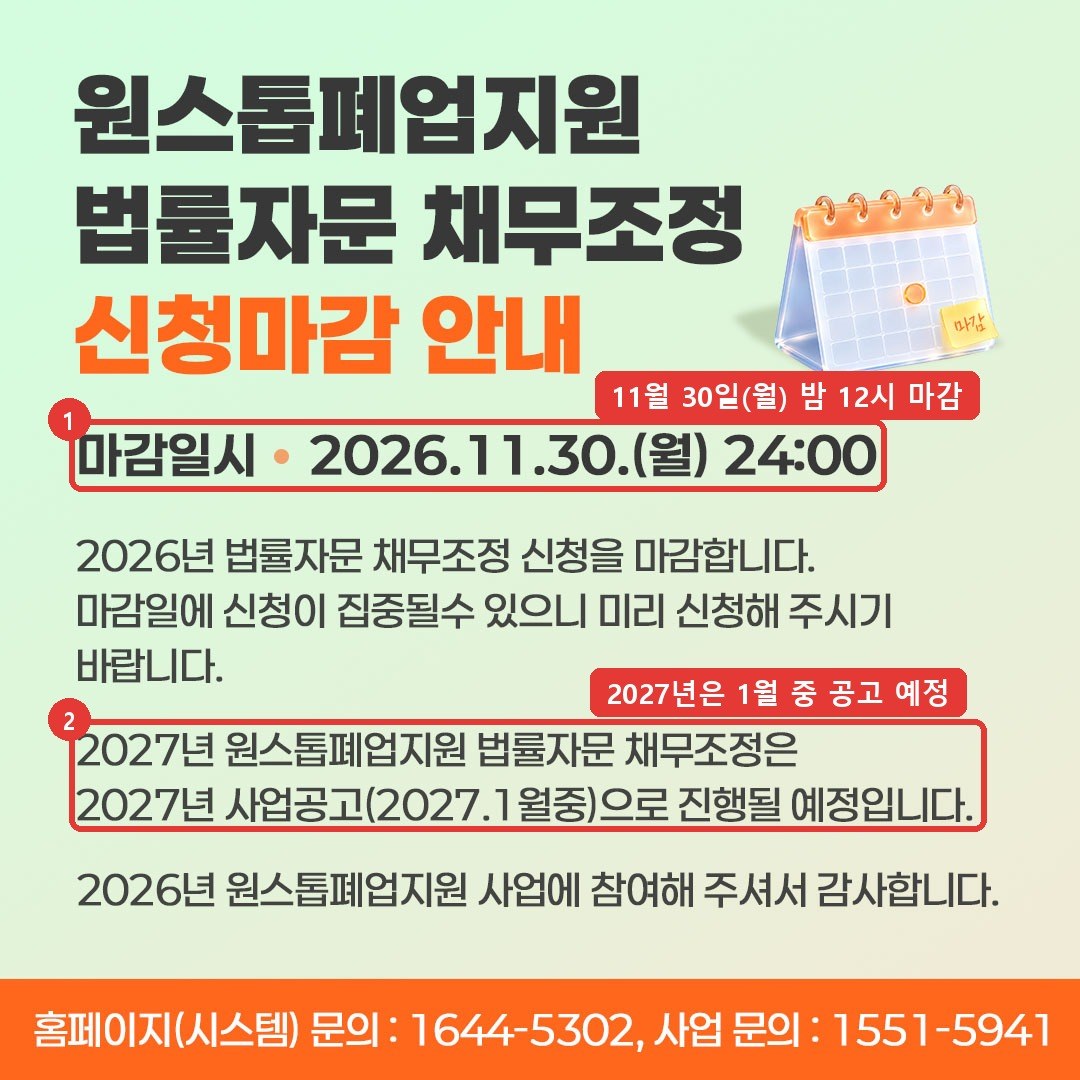 원스톱폐업지원
법률자문 채무조정
신청마감 안내
마감
11월 30일(월) 밤 12시 마감
1
마감일시 • 2026.11.30.(월) 24:00
2026년 법률자문 채무조정 신청을 마감합니다.
마감일에 신청이 집중될수 있으니 미리 신청해 주시기
바랍니다.
2027년은 1월 중 공고 예정
2
2027년 원스톱폐업지원 법률자문 채무조정은
2027년 사업공고(2027.1월중)으로 진행될 예정입니다.
2026년 원스톱폐업지원 사업에 참여해 주셔서 감사합니다.
홈페이지(시스템) 문의 : 1644-5302, 사업 문의 : 1551-5941